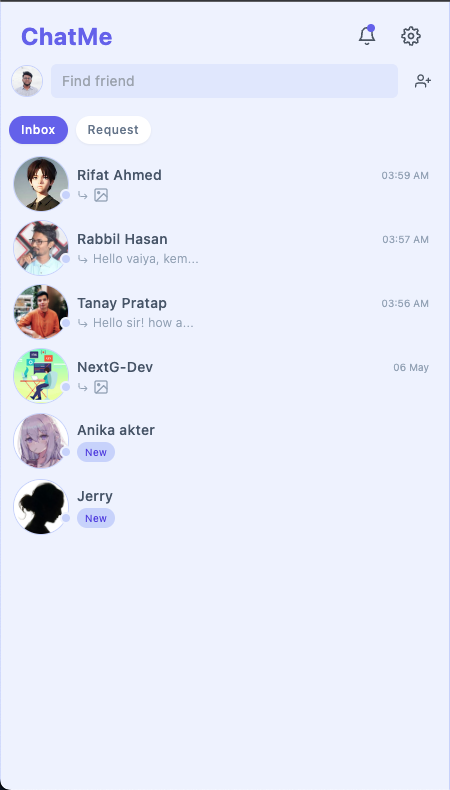 ChatMe
Find friend
Inbox Request
Rifat Ahmed 03:59 AM
Rabbil Hasan 03:57 AM
Hello vaiya, kem...
Tanay Pratap 03:56 AM
Hello sir! how a...
NextG-Dev 06 May
Anika akter
New
Jerry
New